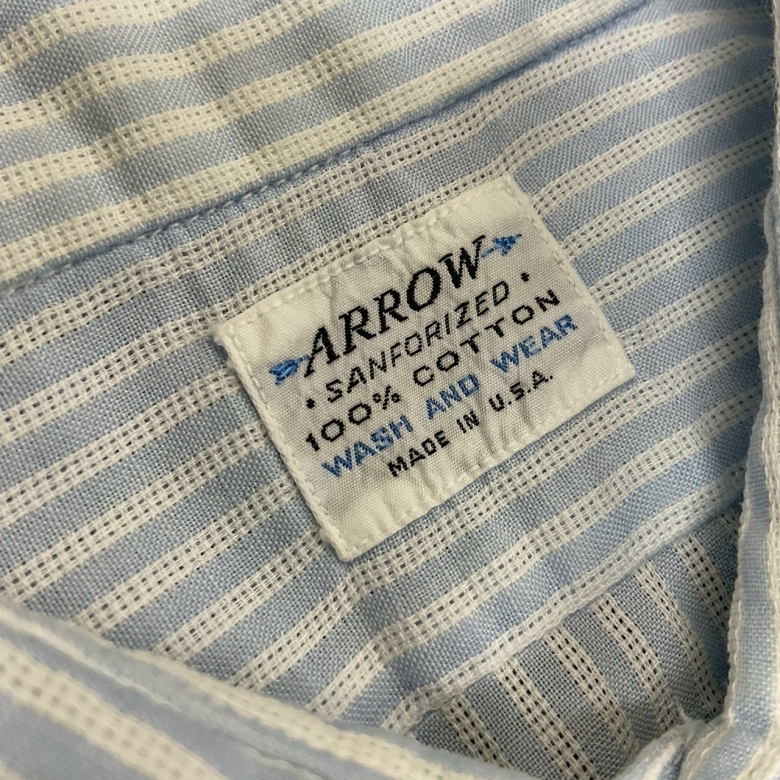 ARROW
• SANFORIZED •
100% COTTON
WASH AND WEAR
MADE IN U.S.A.